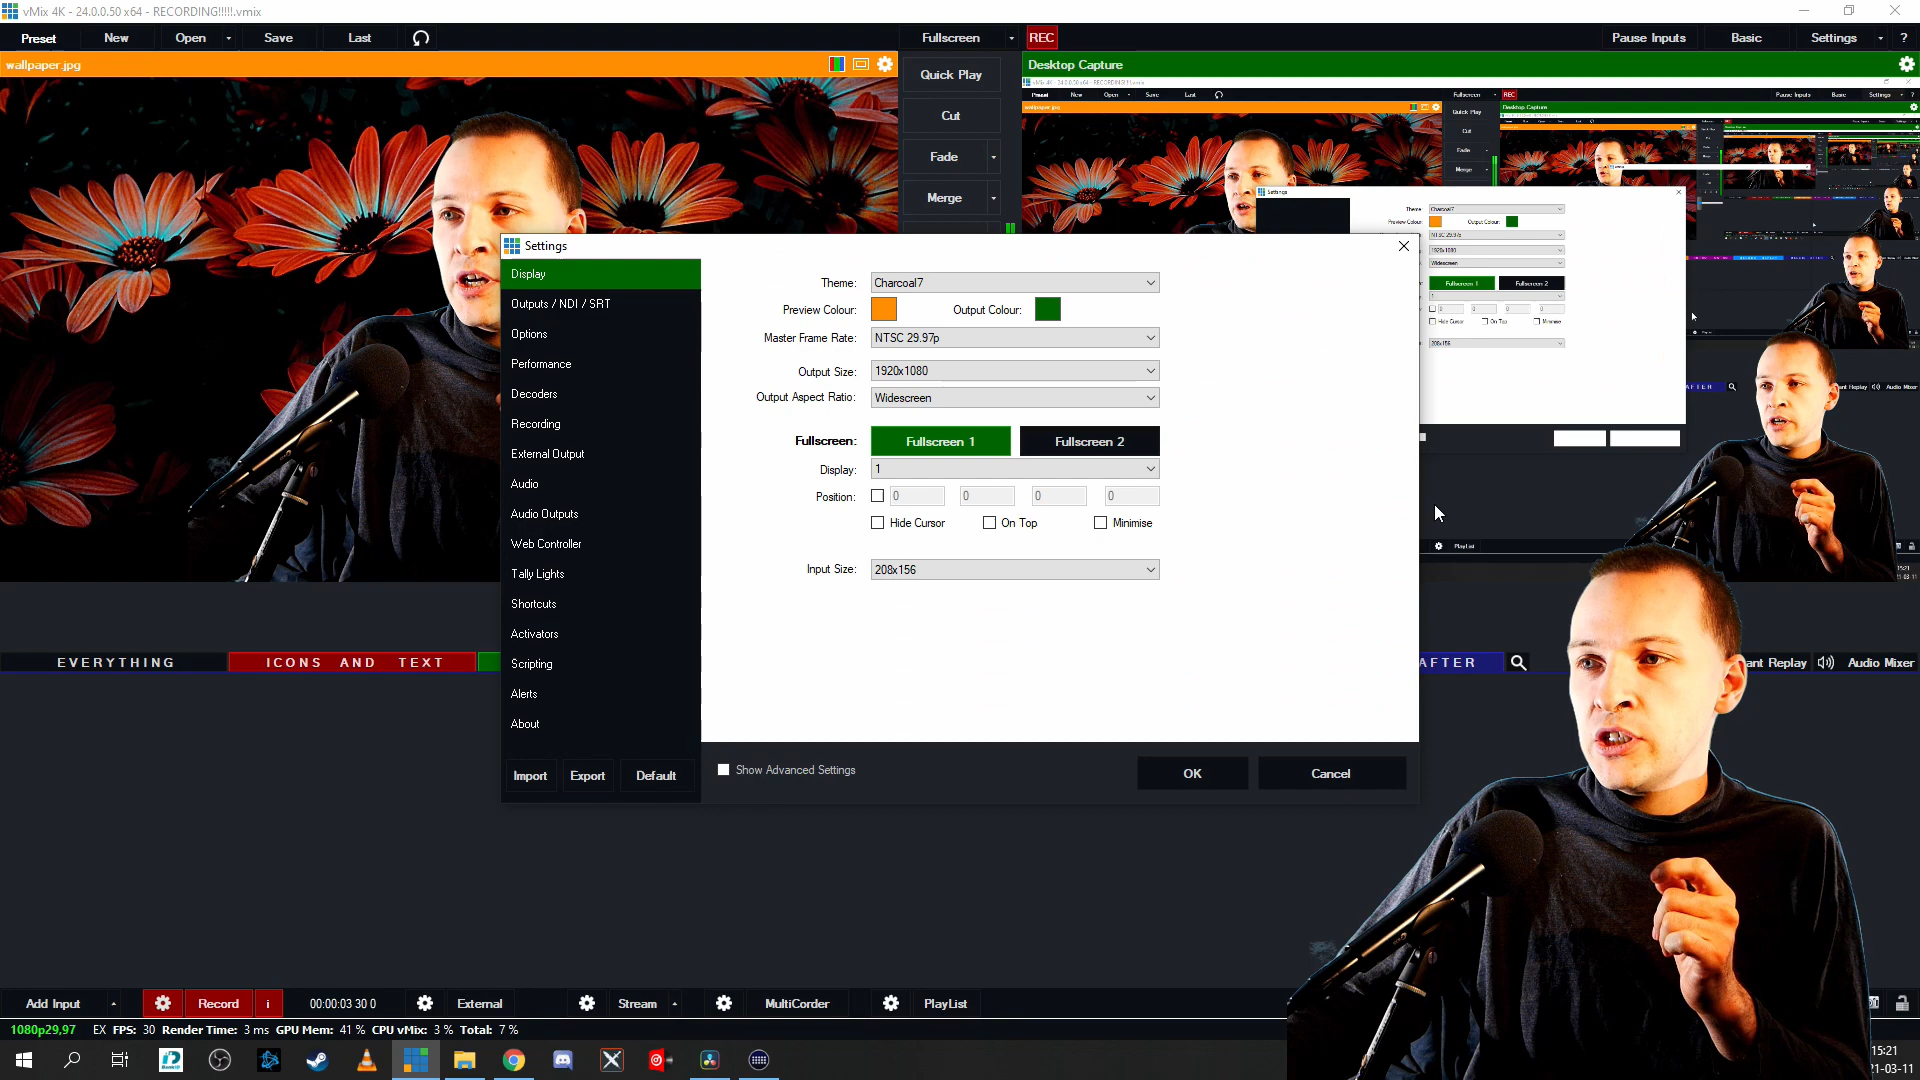 vMix 4K - 24.0.0.50 x64 - RECORDING!!!!!.vmix
Preset New Open Save Last Fullscreen REC Pause Inputs Basic Settings ?
wallpaper.jpg
Quick Play
Cut
Fade
Merge
Desktop Capture
Settings
Display
Outputs / NDI / SRT
Options
Performance
Decoders
Recording
External Output
Audio
Audio Outputs
Web Controller
Tally Lights
Shortcuts
Activators
Scripting
Alerts
About
Import Export Default
Theme: Charcoal7
Preview Colour: Output Colour:
Master Frame Rate: NTSC 29.97p
Output Size: 1920x1080
Output Aspect Ratio: Widescreen
Fullscreen: Fullscreen 1 Fullscreen 2
Display: 1
Position: 0 0 0 0
Hide Cursor On Top Minimise
Input Size: 208x156
Show Advanced Settings
OK Cancel
EVERYTHING ICONS AND TEXT AFTER ant Replay Audio Mixer
Add Input Record i 00:00:03 30 0 External Stream MultiCorder PlayList
1080p29,97 EX FPS: 30 Render Time: 3 ms GPU Mem: 41 % CPU vMix: 3 % Total: 7 %
15:21
21-03-11